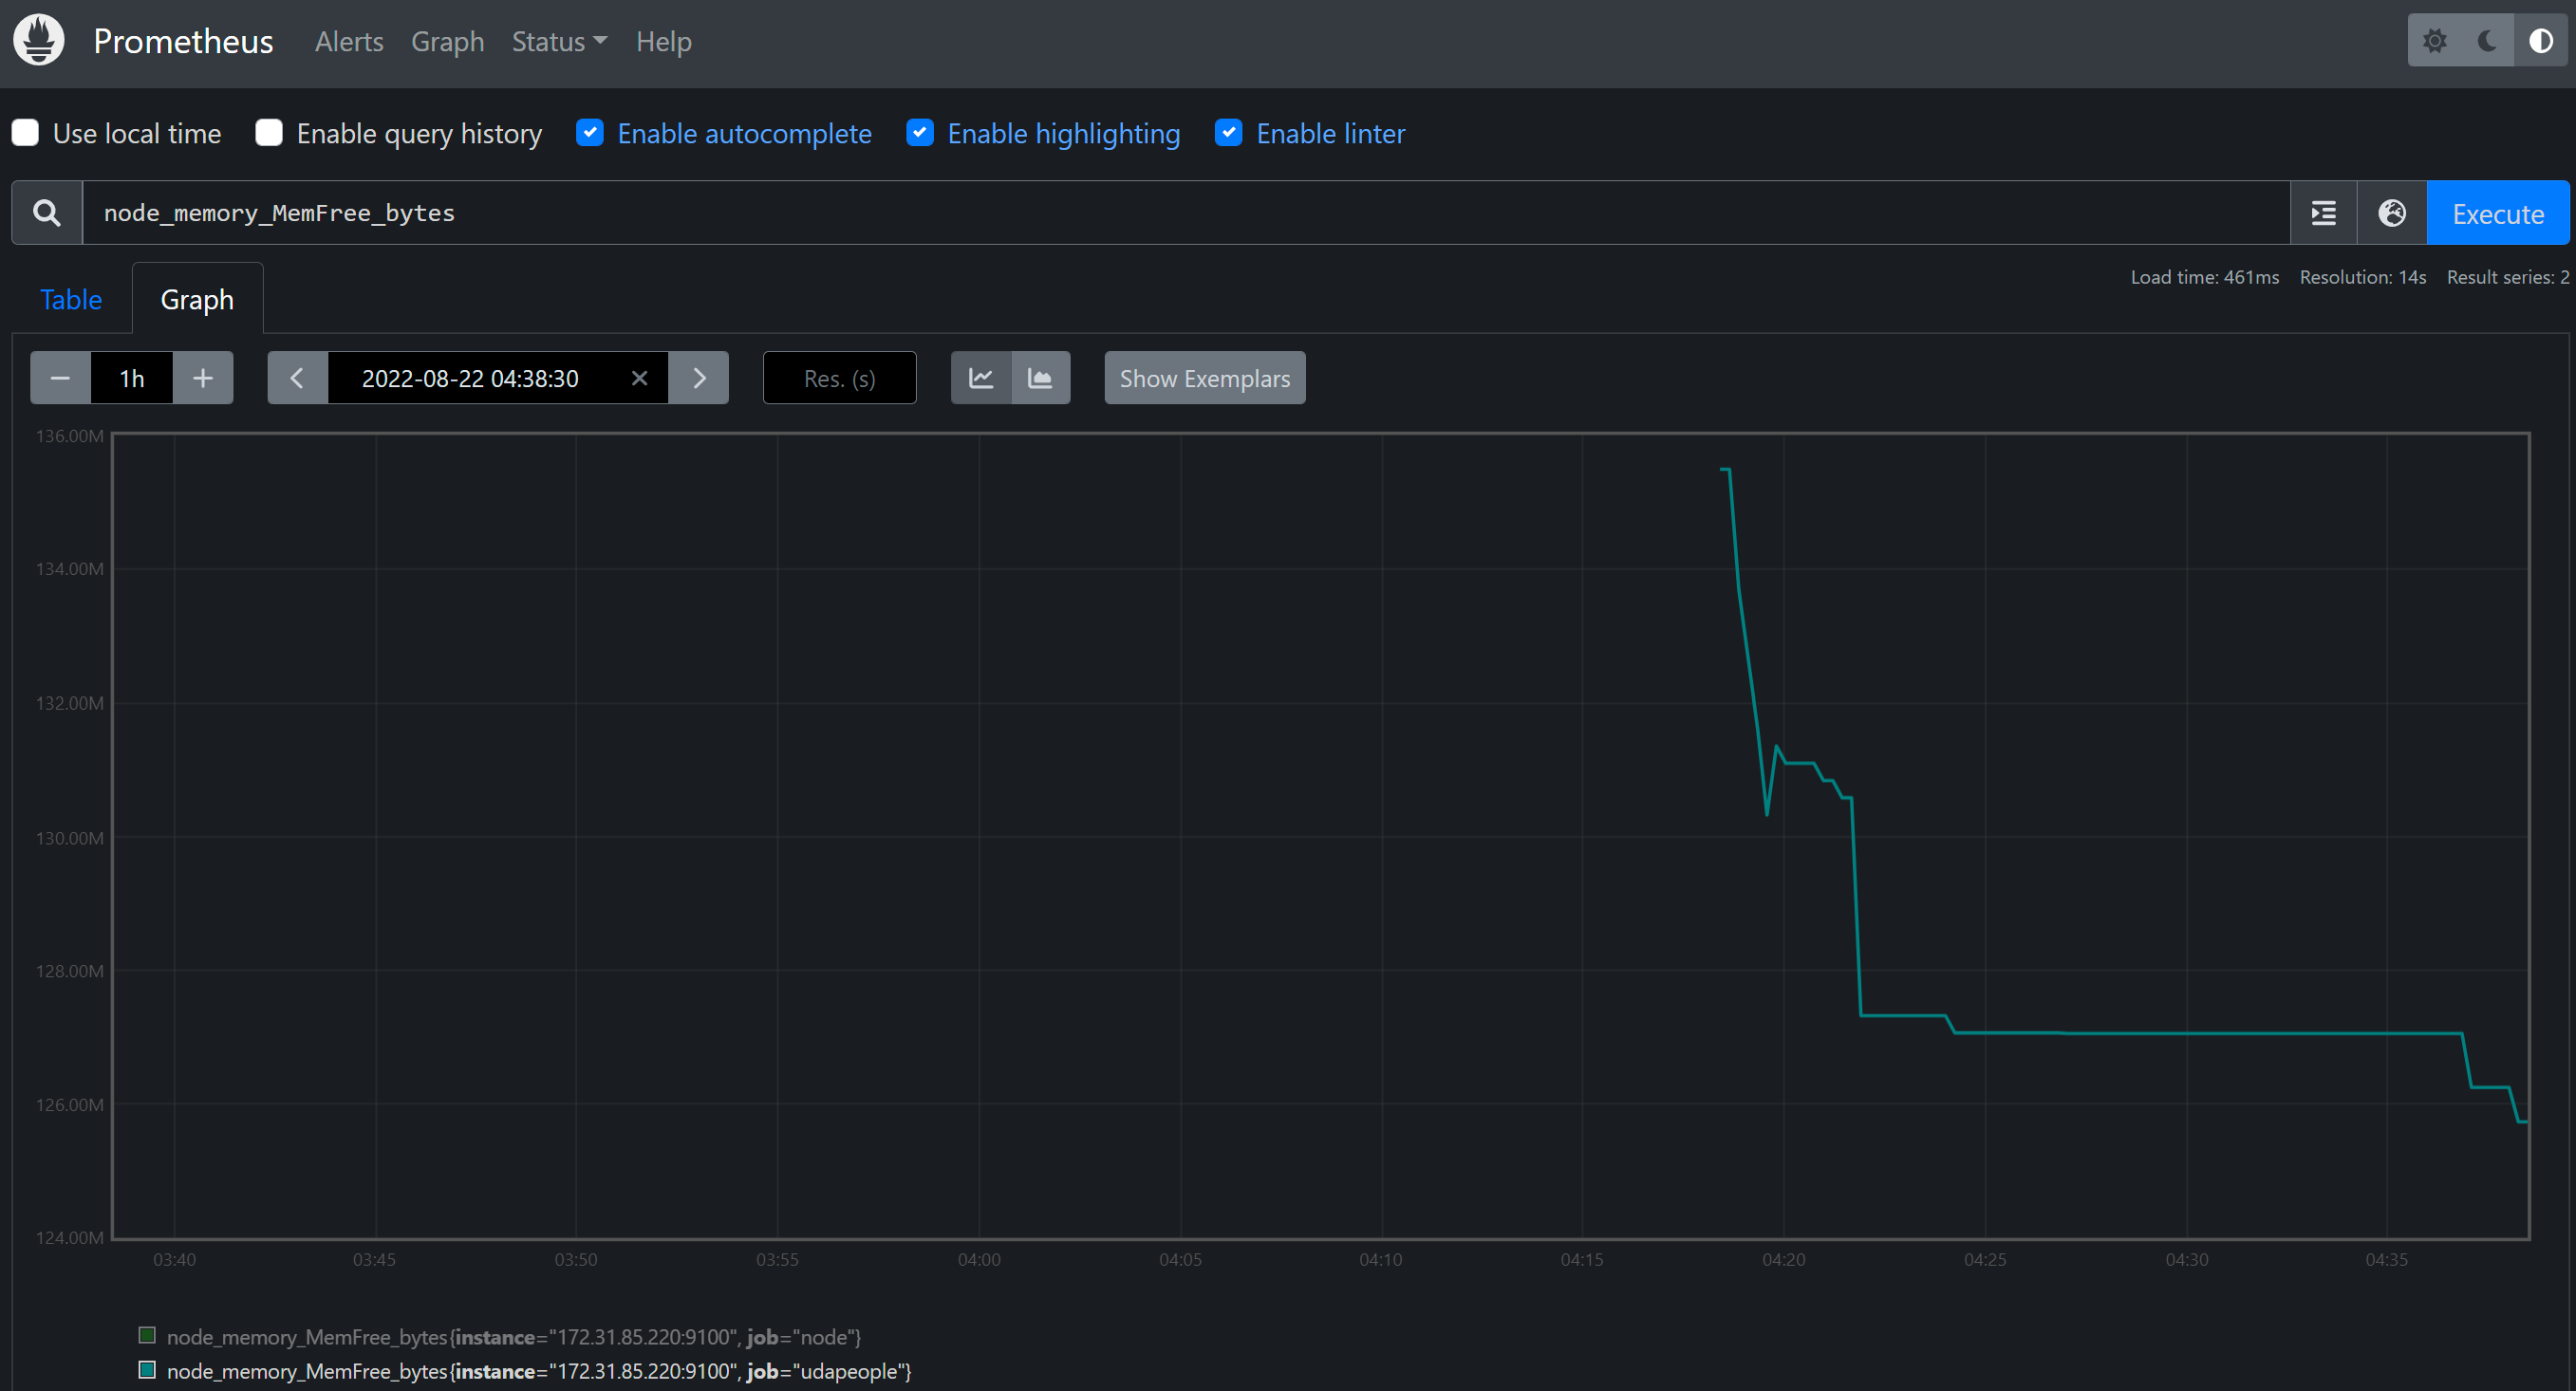 Prometheus Alerts Graph Status Help
Use local time Enable query history Enable autocomplete Enable highlighting Enable linter
node_memory_MemFree_bytes Execute
Table Graph Load time: 461ms Resolution: 14s Result series: 2
1h 2022-08-22 04:38:30 Res. (s) Show Exemplars
136.00M
134.00M
132.00M
130.00M
128.00M
126.00M
124.00M
03:40 03:45 03:50 03:55 04:00 04:05 04:10 04:15 04:20 04:25 04:30 04:35
node_memory_MemFree_bytes{instance="172.31.85.220:9100", job="node"}
node_memory_MemFree_bytes{instance="172.31.85.220:9100", job="udapeople"}